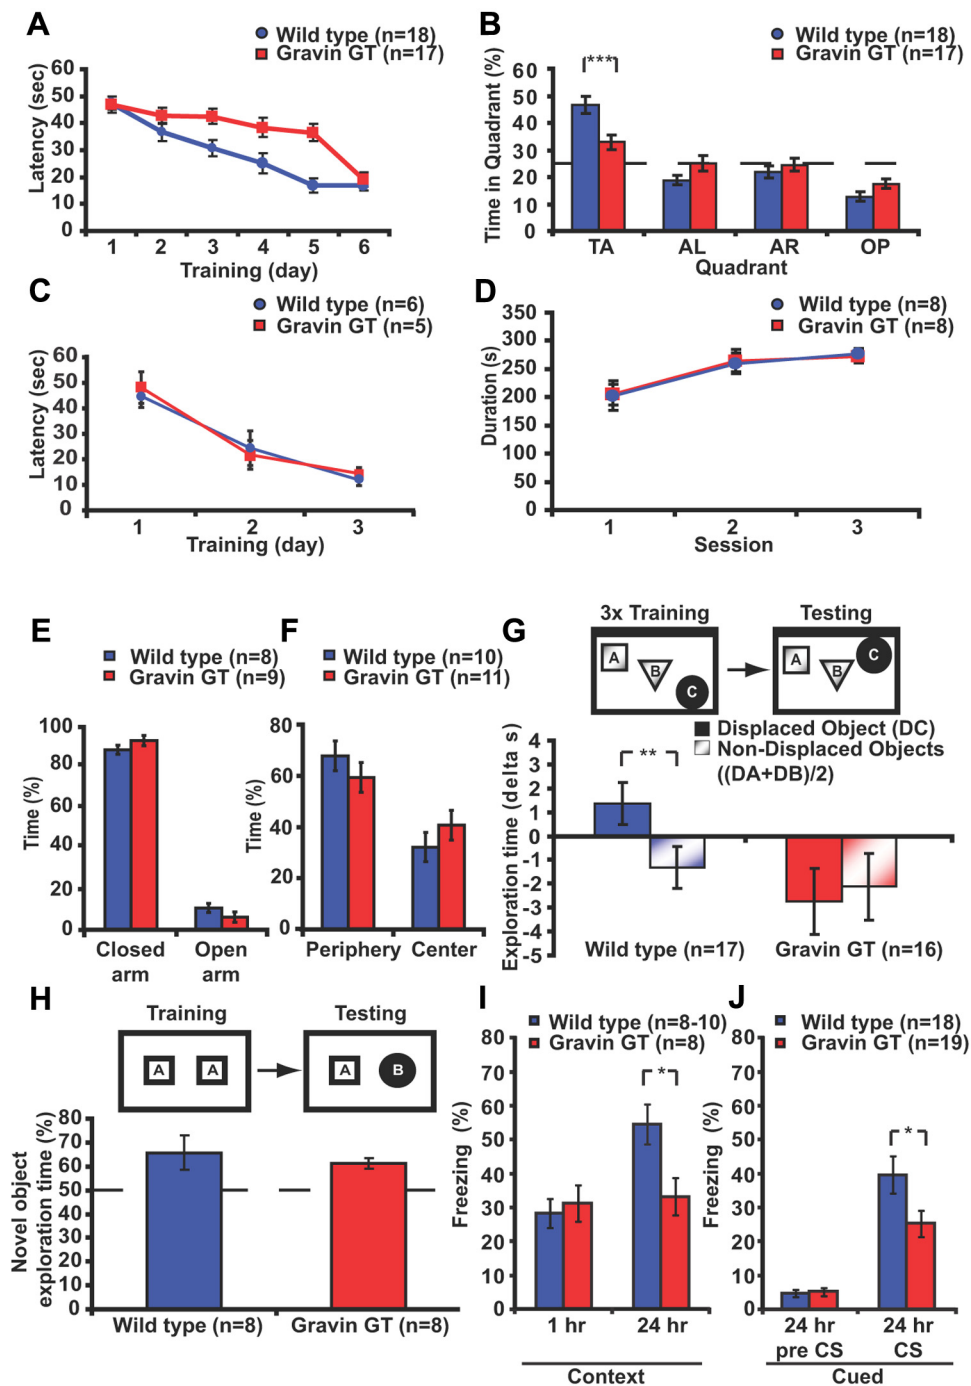 A
Wild type (n=18)
Gravin GT (n=17)
Latency (sec)
60
50
40
30
20
10
0
1 2 3 4 5 6
Training (day)
B
Wild type (n=18)
Gravin GT (n=17)
Time in Quadrant (%)
60
50
40
30
20
10
0
***
TA AL AR OP
Quadrant
C
Wild type (n=6)
Gravin GT (n=5)
Latency (sec)
60
50
40
30
20
10
0
1 2 3
Training (day)
D
Wild type (n=8)
Gravin GT (n=8)
Duration (s)
350
300
250
200
150
100
50
0
1 2 3
Session
E
Wild type (n=8)
Gravin GT (n=9)
Time (%)
100
80
60
40
20
0
Closed arm
Open arm
F
Wild type (n=10)
Gravin GT (n=11)
Time (%)
80
60
40
20
0
Periphery Center
G
3x Training Testing
A B C
A B C
Displaced Object (DC)
Non-Displaced Objects
((DA+DB)/2)
Exploration time (delta s)
4
3
2
1
0
-1
-2
-3
-4
-5
**
Wild type (n=17) Gravin GT (n=16)
H
Training Testing
A A
A B
Novel object
exploration time (%)
80
70
60
50
40
30
20
10
0
Wild type (n=8) Gravin GT (n=8)
I
Wild type (n=8-10)
Gravin GT (n=8)
Freezing (%)
80
70
60
50
40
30
20
10
0
*
1 hr 24 hr
Context
J
Wild type (n=18)
Gravin GT (n=19)
Freezing (%)
80
70
60
50
40
30
20
10
0
*
24 hr pre CS
24 hr CS
Cued